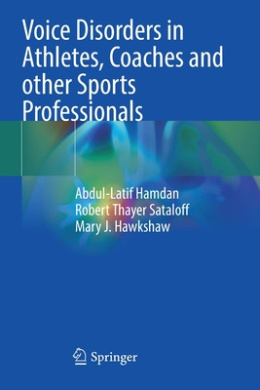 Voice Disorders in
Athletes, Coaches and
other Sports
Professionals
Abdul-Latif Hamdan
Robert Thayer Sataloff
Mary J. Hawkshaw
Springer